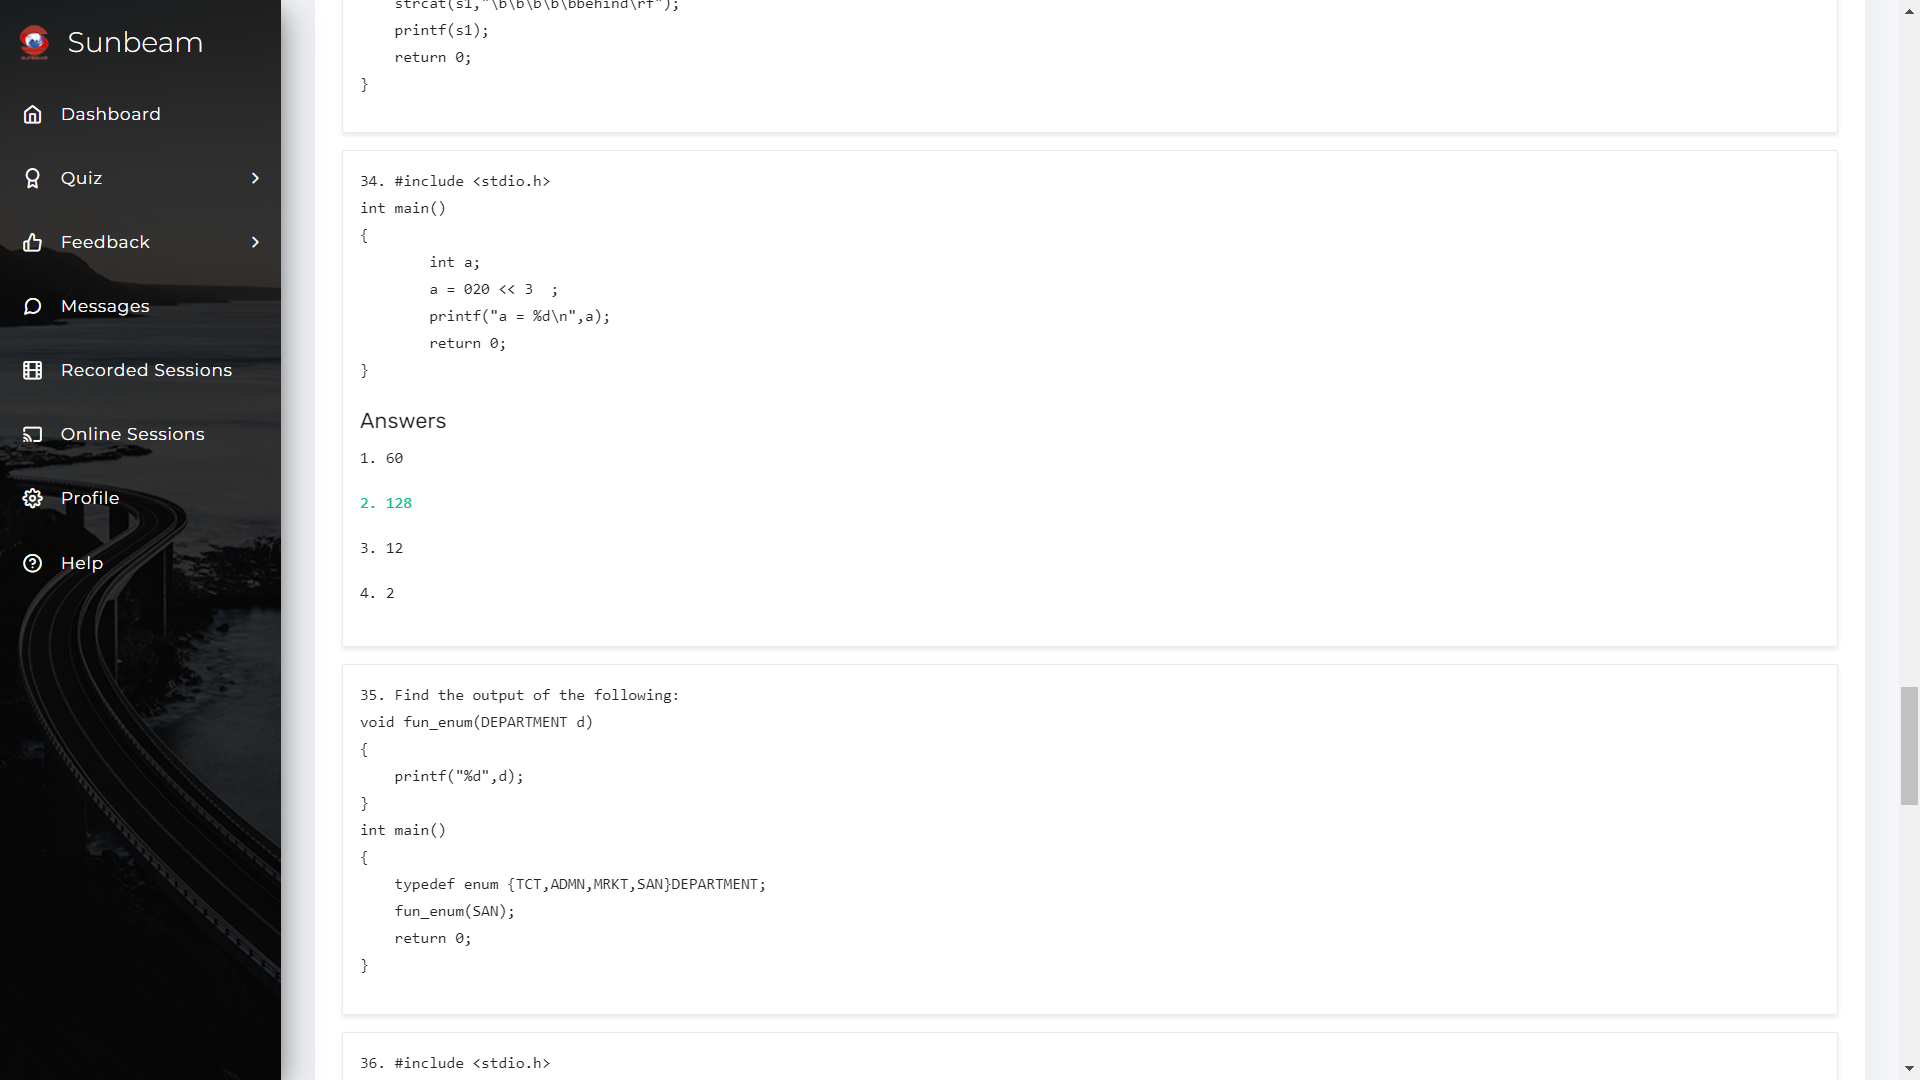 Sunbeam
Dashboard
Quiz
Feedback
Messages
Recorded Sessions
Online Sessions
Profile
Help
strcat(s1,"\b\b\b\b\bbehind\rf");
printf(s1);
return 0;
}
34. #include <stdio.h>
int main()
{
int a;
a = 020 << 3  ;
printf("a = %d\n",a);
return 0;
}
Answers
1. 60
2. 128
3. 12
4. 2
35. Find the output of the following:
void fun_enum(DEPARTMENT d)
{
printf("%d",d);
}
int main()
{
typedef enum {TCT,ADMN,MRKT,SAN}DEPARTMENT;
fun_enum(SAN);
return 0;
}
36. #include <stdio.h>